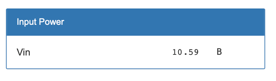 Input Power
Vin 10.59 В